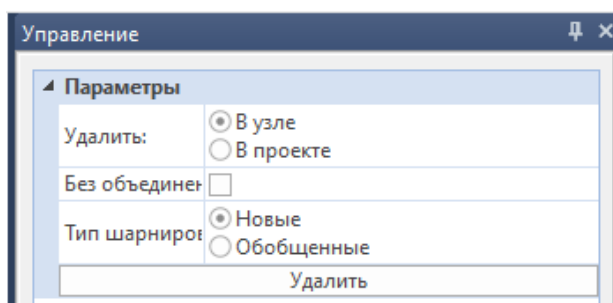 Управление
Параметры
Удалить:
В узле
В проекте
Без объединен
Тип шарниров
Новые
Обобщенные
Удалить